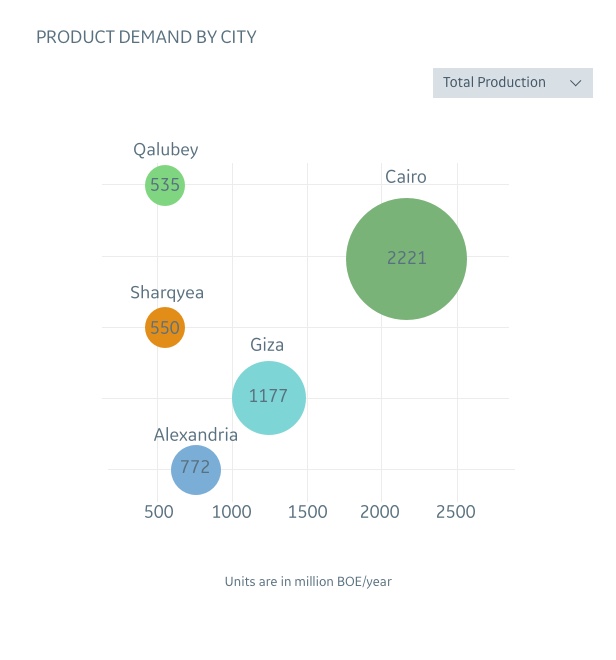 PRODUCT DEMAND BY CITY
Total Production
Qalubey
535
Cairo
2221
Sharqyea
550
Giza
1177
Alexandria
772
500 1000 1500 2000 2500
Units are in million BOE/year